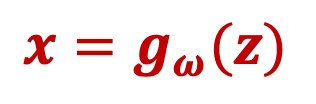 x = g_ω(z)